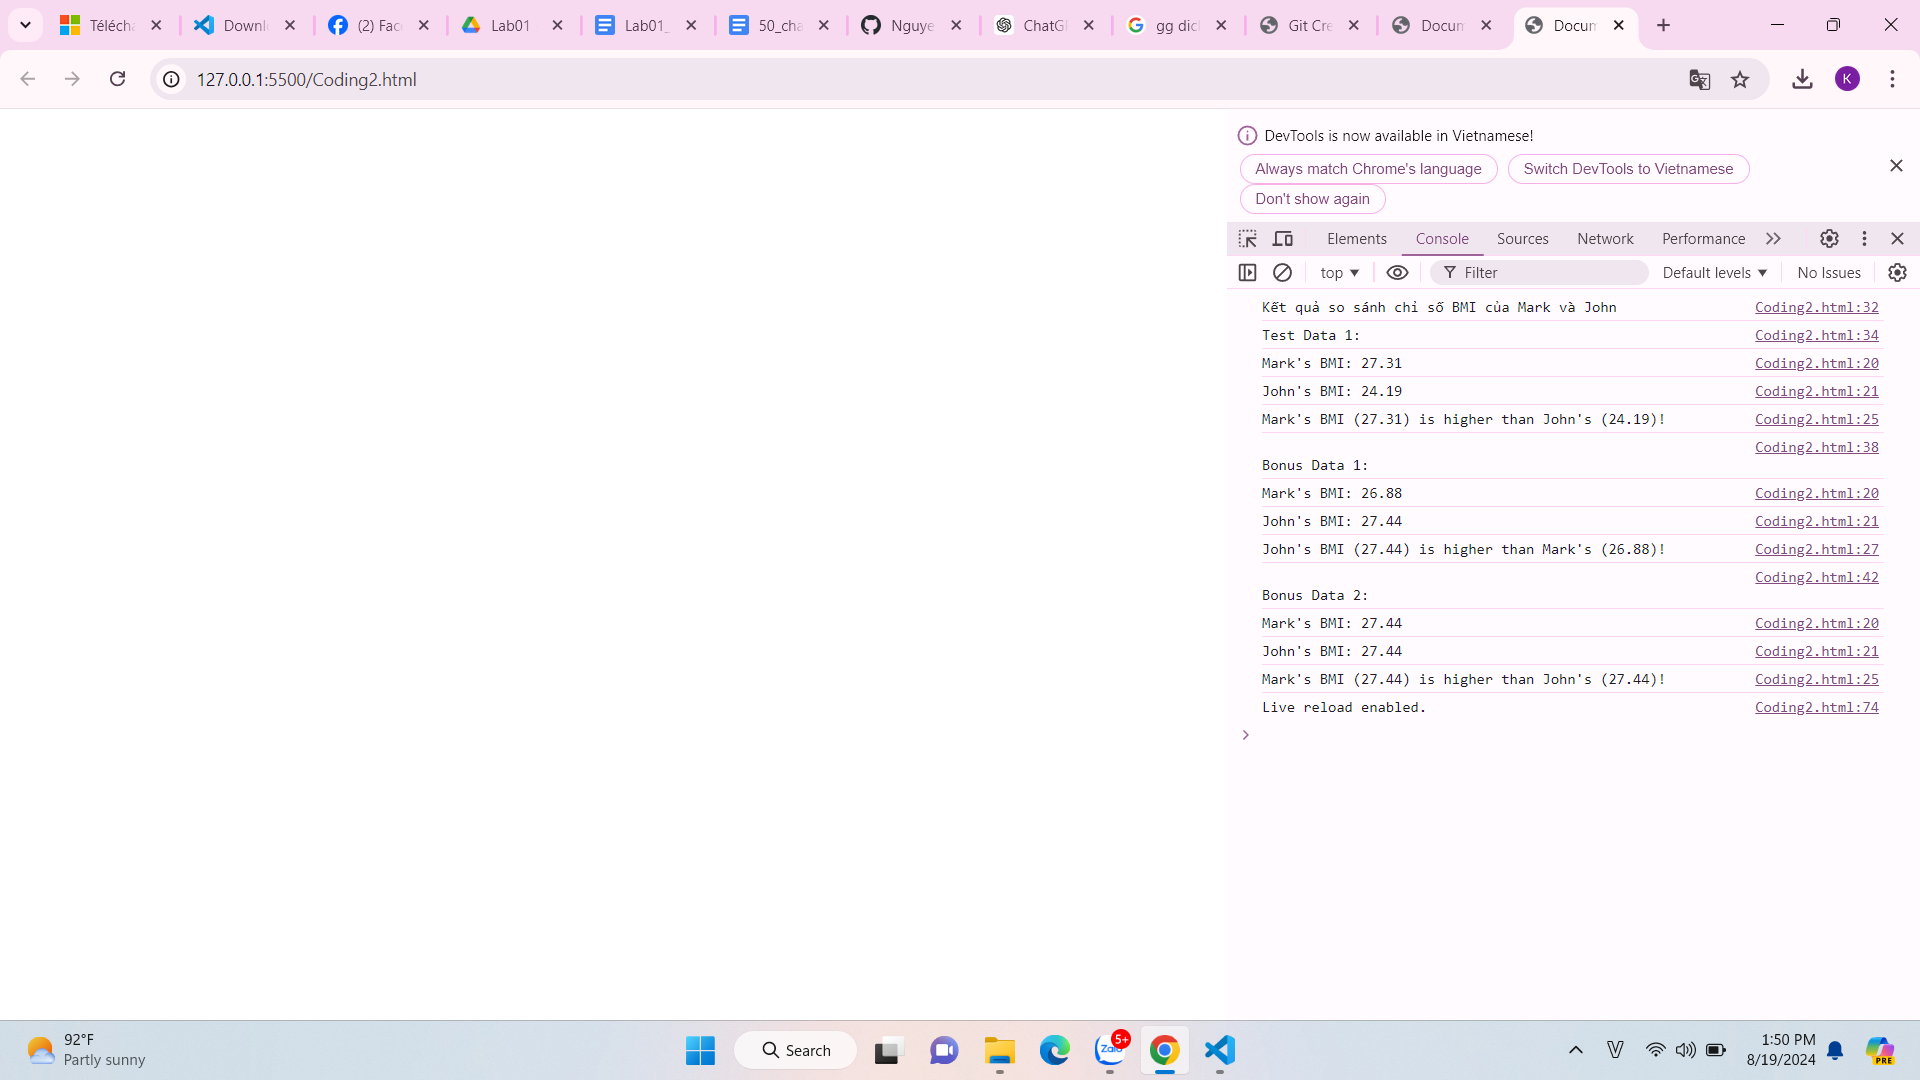 Télécha
Downlo
(2) Fac
Lab01
Lab01_
50_cha
Nguye
ChatG
gg dic
Git Cre
Docum
Docum
127.0.0.1:5500/Coding2.html
K
DevTools is now available in Vietnamese!
Always match Chrome's language
Switch DevTools to Vietnamese
Don't show again
Elements
Console
Sources
Network
Performance
top
Filter
Default levels
No Issues
Kết quả so sánh chỉ số BMI của Mark và John Coding2.html:32
Test Data 1: Coding2.html:34
Mark's BMI: 27.31 Coding2.html:20
John's BMI: 24.19 Coding2.html:21
Mark's BMI (27.31) is higher than John's (24.19)! Coding2.html:25
Coding2.html:38
Bonus Data 1:
Mark's BMI: 26.88 Coding2.html:20
John's BMI: 27.44 Coding2.html:21
John's BMI (27.44) is higher than Mark's (26.88)! Coding2.html:27
Coding2.html:42
Bonus Data 2:
Mark's BMI: 27.44 Coding2.html:20
John's BMI: 27.44 Coding2.html:21
Mark's BMI (27.44) is higher than John's (27.44)! Coding2.html:25
Live reload enabled. Coding2.html:74
92°F
Partly sunny
Search
Zalo
5+
1:50 PM
8/19/2024
PRE